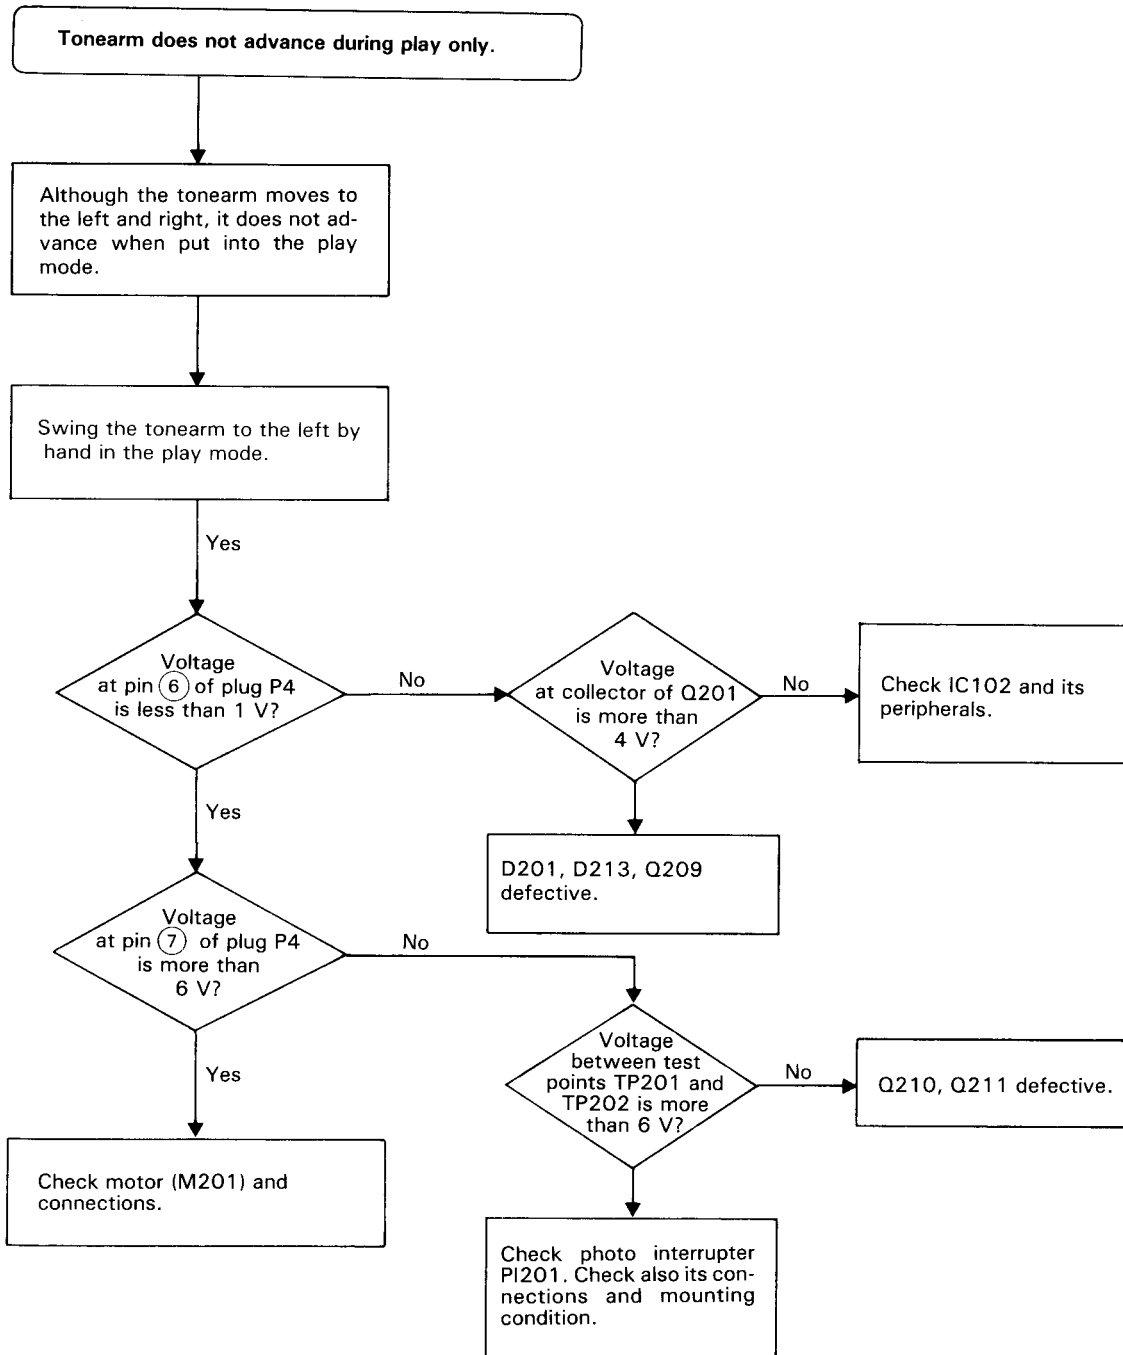 Tonearm does not advance during play only.
Although the tonearm moves to
the left and right, it does not ad-
vance when put into the play
mode.
Swing the tonearm to the left by
hand in the play mode.
Yes
Voltage
at pin 6 of plug P4
is less than 1 V?
No
Voltage
at collector of Q201
is more than
4 V?
No
Check IC102 and its
peripherals.
Yes
D201, D213, Q209
defective.
Voltage
at pin 7 of plug P4
is more than
6 V?
No
Voltage
between test
points TP201 and
TP202 is more
than 6 V?
No
Q210, Q211 defective.
Yes
Check motor (M201) and
connections.
Check photo interrupter
PI201. Check also its con-
nections and mounting
condition.